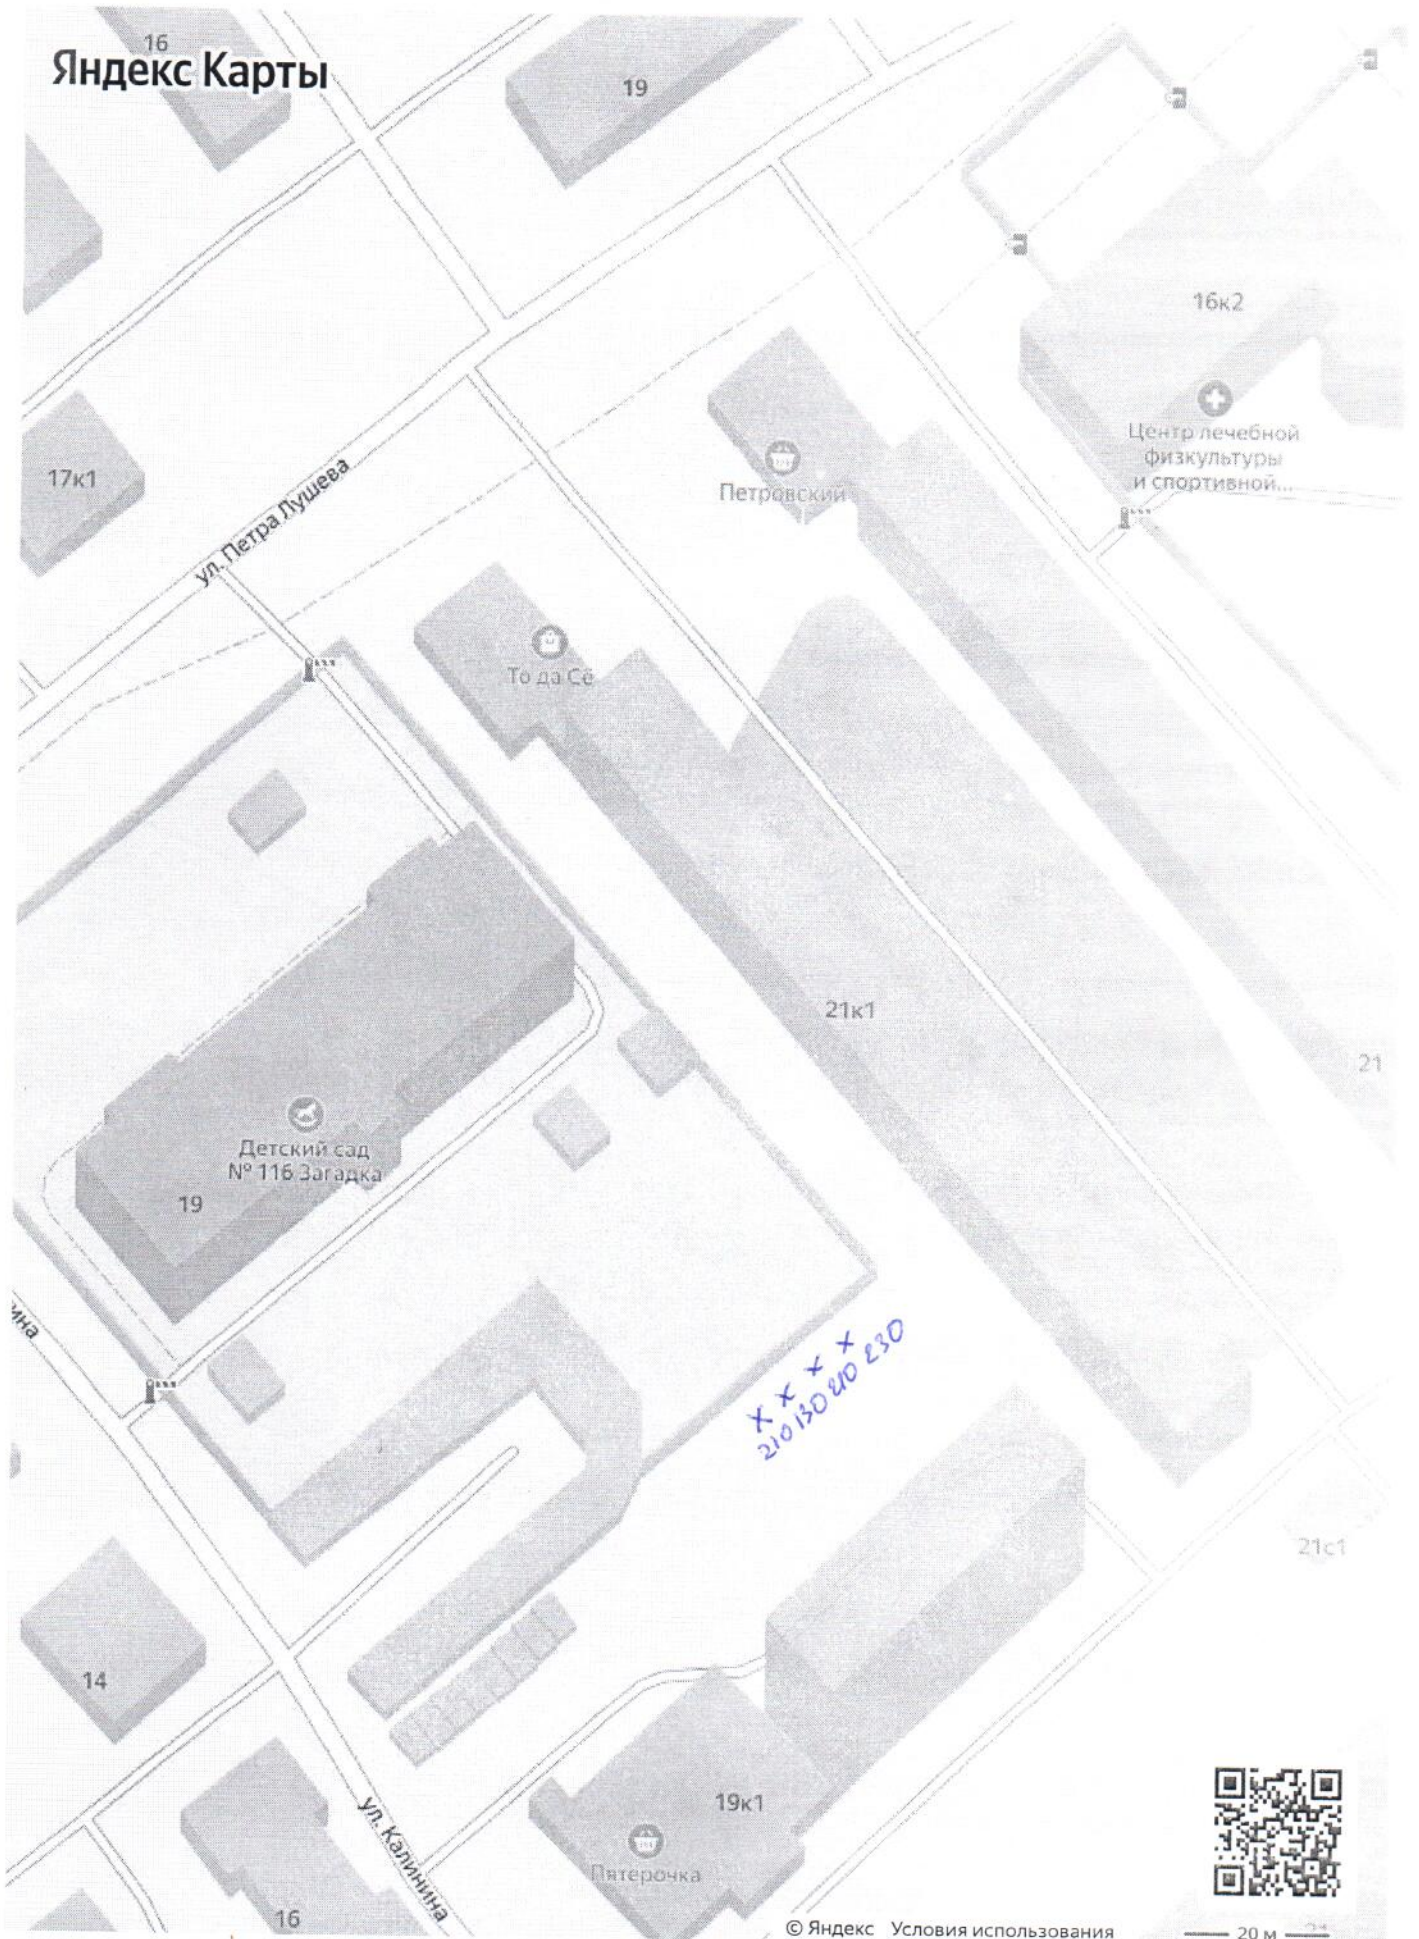 16
Яндекс Карты
19
16к2
Центр лечебной
физкультуры
и спортивной...
17к1
ул. Петра Лушева
Петровский
То да Сё
21к1
21
Детский сад
№ 116 Загадка
19
ина
X X X X
210 130 210 230
21с1
14
19к1
ул. Калинина
Пятерочка
16
© Яндекс Условия использования
20 м